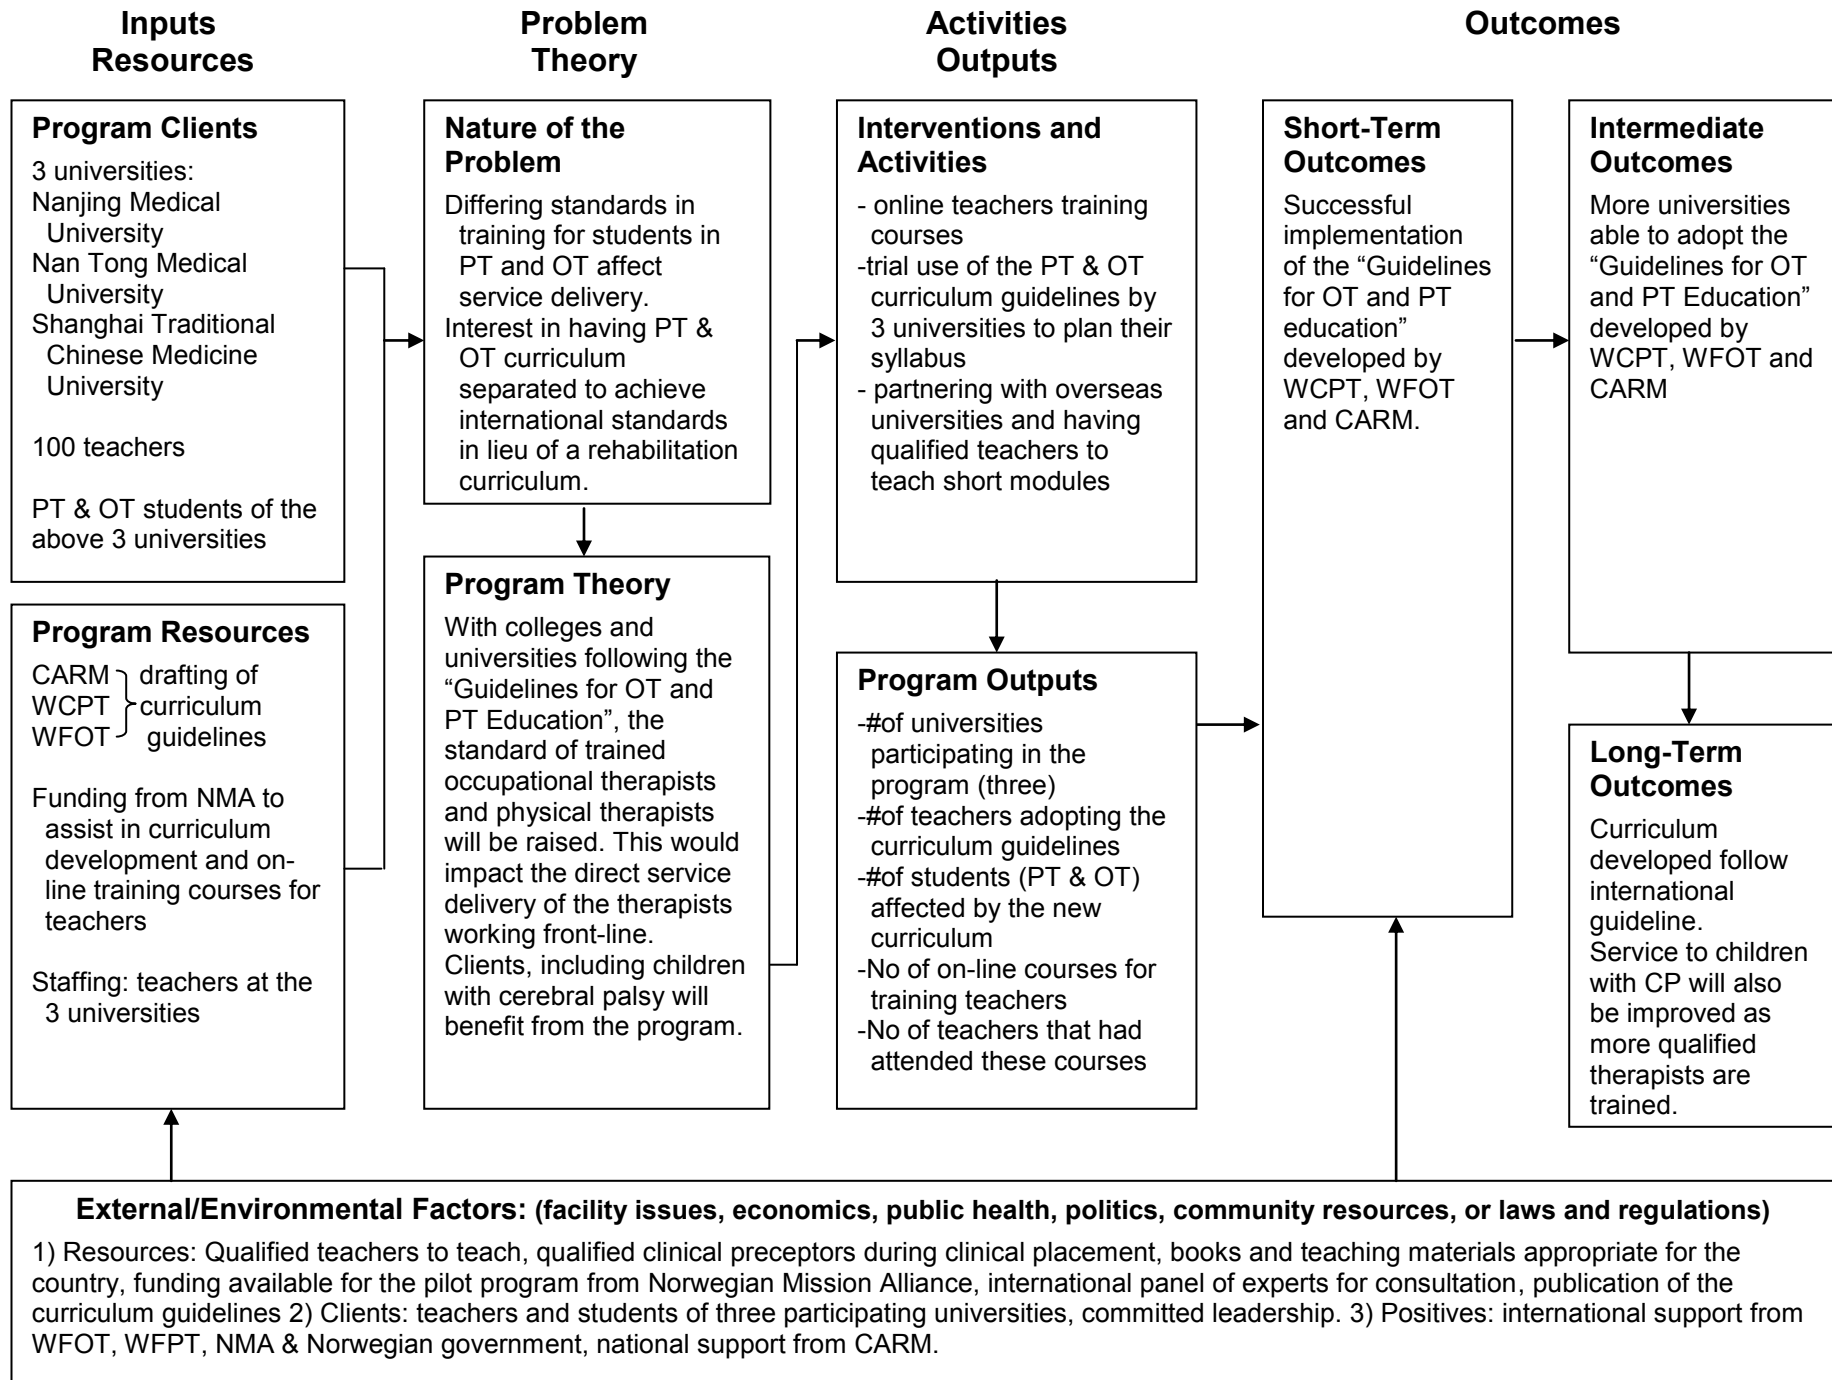 Inputs
Resources
Problem
Theory
Activities
Outputs
Outcomes
Program Clients
3 universities:
Nanjing Medical
University
Nan Tong Medical
University
Shanghai Traditional
Chinese Medicine
University
100 teachers
PT & OT students of the
above 3 universities
Program Resources
CARM drafting of
WCPT curriculum
WFOT guidelines
Funding from NMA to
assist in curriculum
development and on-
line training courses for
teachers
Staffing: teachers at the
3 universities
Nature of the
Problem
Differing standards in
training for students in
PT and OT affect
service delivery.
Interest in having PT &
OT curriculum
separated to achieve
international standards
in lieu of a rehabilitation
curriculum.
Program Theory
With colleges and
universities following the
“Guidelines for OT and
PT Education”, the
standard of trained
occupational therapists
and physical therapists
will be raised. This would
impact the direct service
delivery of the therapists
working front-line.
Clients, including children
with cerebral palsy will
benefit from the program.
Interventions and
Activities
- online teachers training
courses
-trial use of the PT & OT
curriculum guidelines by
3 universities to plan their
syllabus
- partnering with overseas
universities and having
qualified teachers to
teach short modules
Program Outputs
-#of universities
participating in the
program (three)
-#of teachers adopting the
curriculum guidelines
-#of students (PT & OT)
affected by the new
curriculum
-No of on-line courses for
training teachers
-No of teachers that had
attended these courses
Short-Term
Outcomes
Successful
implementation
of the “Guidelines
for OT and PT
education”
developed by
WCPT, WFOT
and CARM.
Intermediate
Outcomes
More universities
able to adopt the
“Guidelines for OT
and PT Education”
developed by
WCPT, WFOT and
CARM
Long-Term
Outcomes
Curriculum
developed follow
international
guideline.
Service to children
with CP will also
be improved as
more qualified
therapists are
trained.
External/Environmental Factors: (facility issues, economics, public health, politics, community resources, or laws and regulations)
1) Resources: Qualified teachers to teach, qualified clinical preceptors during clinical placement, books and teaching materials appropriate for the
country, funding available for the pilot program from Norwegian Mission Alliance, international panel of experts for consultation, publication of the
curriculum guidelines 2) Clients: teachers and students of three participating universities, committed leadership. 3) Positives: international support from
WFOT, WFPT, NMA & Norwegian government, national support from CARM.